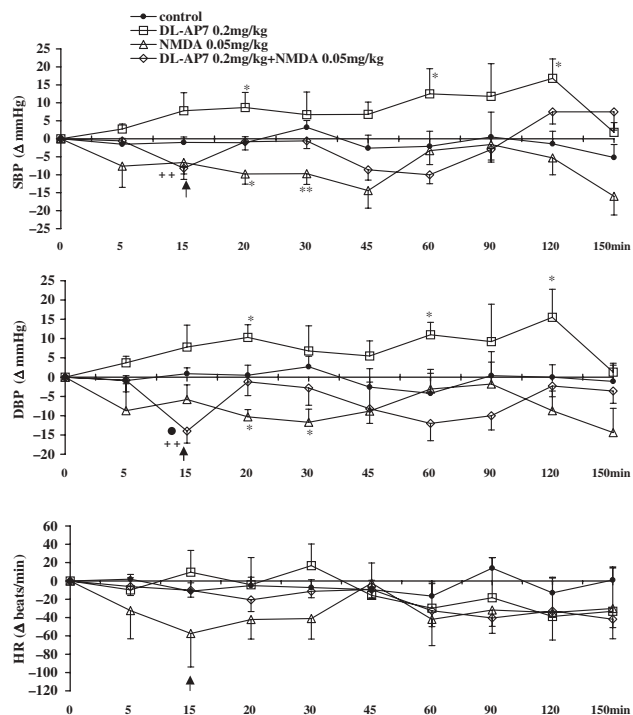 control
DL-AP7 0.2mg/kg
NMDA 0.05mg/kg
DL-AP7 0.2mg/kg+NMDA 0.05mg/kg
SBP (Δ mmHg)
25
20
15
10
5
0
-5
-10
-15
-20
-25
* * *
++ * **
0 5 15 20 30 45 60 90 120 150min
DBP (Δ mmHg)
25
20
15
10
5
0
-5
-10
-15
-20
* * *
++ * *
0 5 15 20 30 45 60 90 120 150min
HR (Δ beats/min)
60
40
20
0
-20
-40
-60
-80
-100
-120
0 5 15 20 30 45 60 90 120 150min